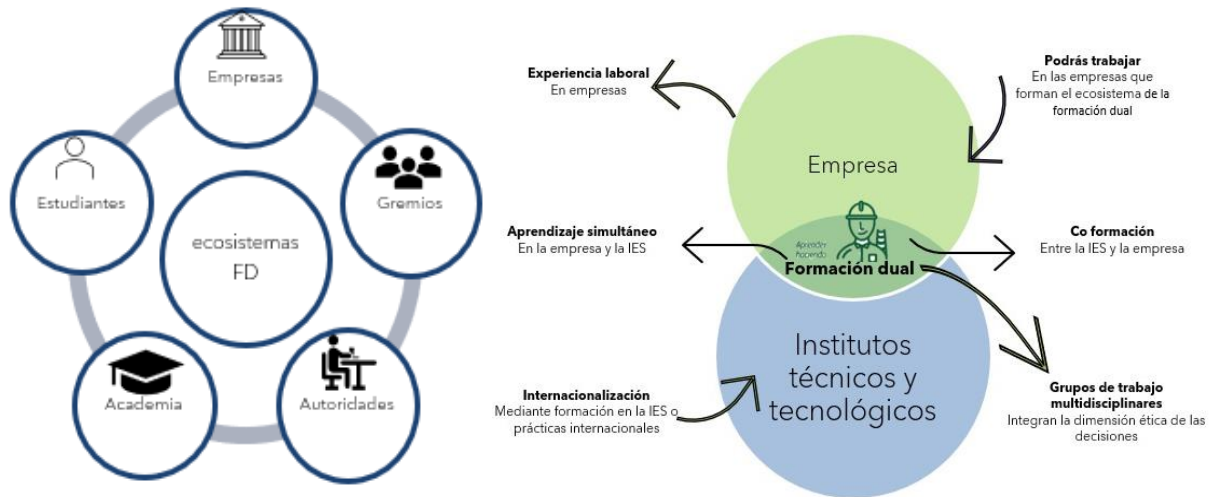 Empresas
Estudiantes
Gremios
ecosistemas
FD
Academia
Autoridades
Experiencia laboral
En empresas
Podrás trabajar
En las empresas que
forman el ecosistema de la
formación dual
Empresa
Aprendizaje simultáneo
En la empresa y la IES
Aprender
haciendo
Formación dual
Co formación
Entre la IES y la empresa
Institutos
técnicos y
tecnológicos
Internacionalización
Mediante formación en la IES o
prácticas internacionales
Grupos de trabajo
multidisciplinares
Integran la dimensión ética de las
decisiones